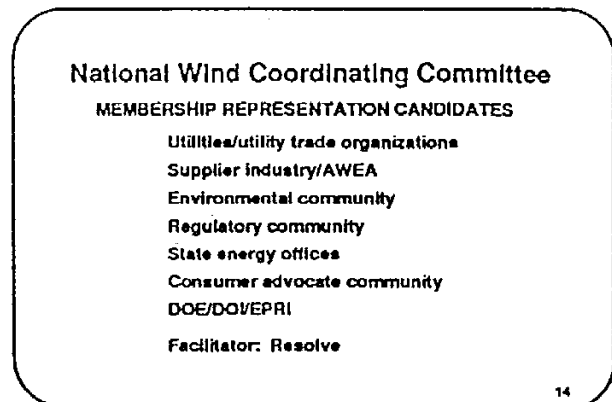 National Wind Coordinating Committee
MEMBERSHIP REPRESENTATION CANDIDATES
Utilities/utility trade organizations
Supplier industry/AWEA
Environmental community
Regulatory community
State energy offices
Consumer advocate community
DOE/DOI/EPRI
Facilitator: Resolve
14